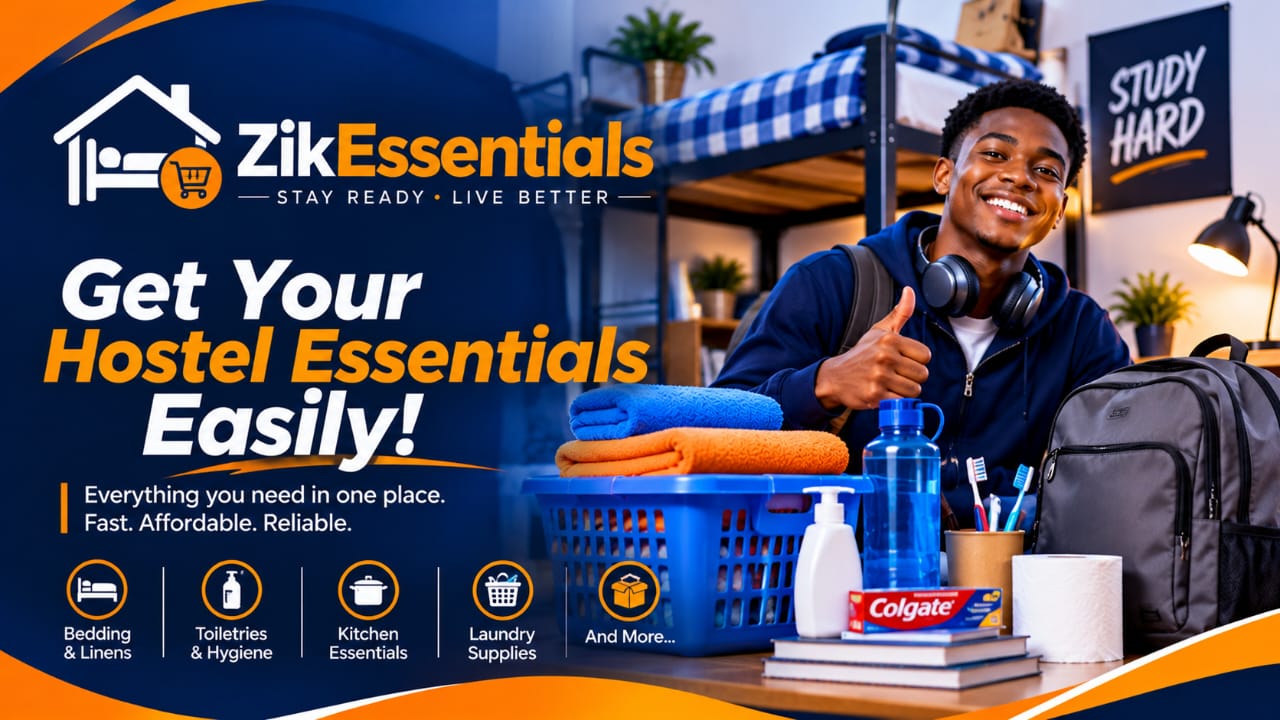 ZikEssentials
STAY READY • LIVE BETTER
Get Your
Hostel Essentials
Easily!
Everything you need in one place.
Fast. Affordable. Reliable.
Bedding
& Linens
Toiletries
& Hygiene
Kitchen
Essentials
Laundry
Supplies
And More...
STUDY
HARD
Colgate